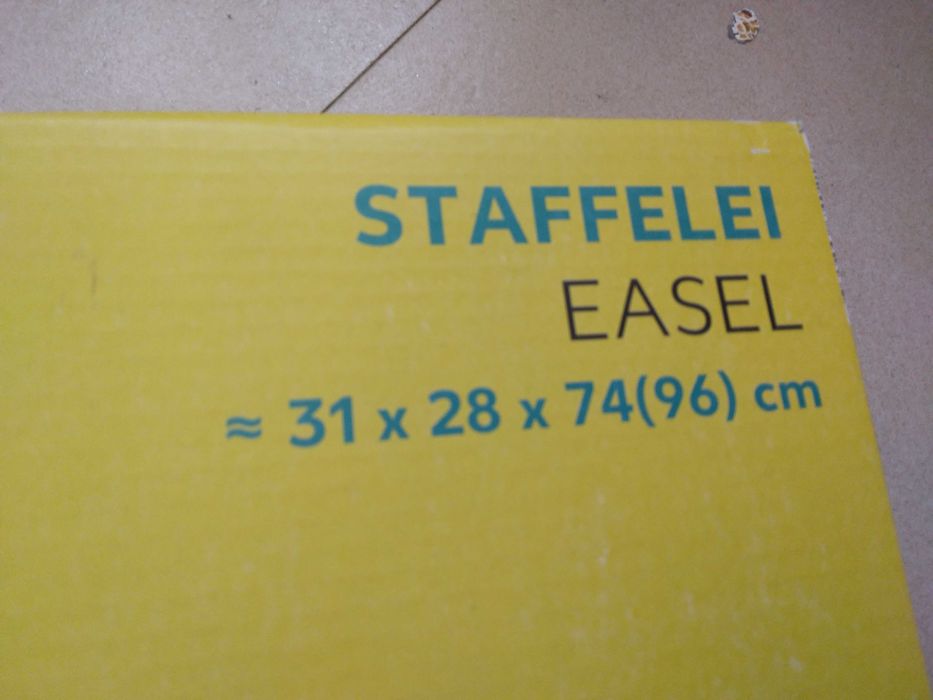 STAFFELEI
EASEL
≈ 31 x 28 x 74(96) cm